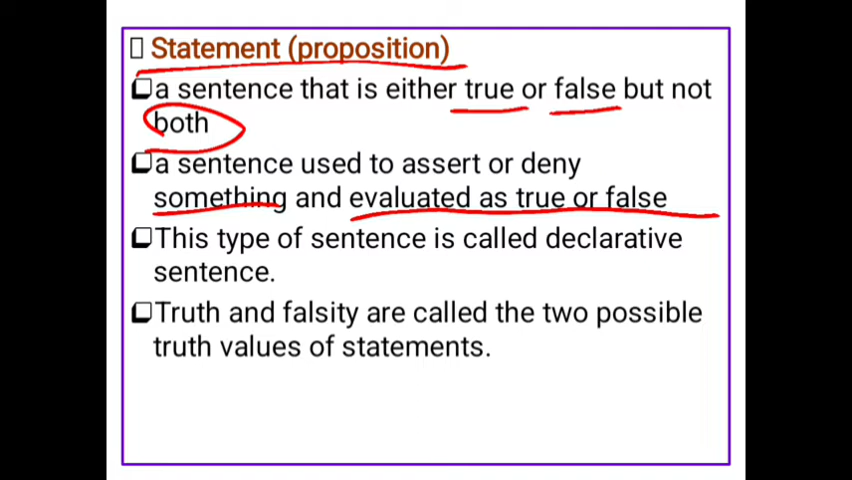 Statement (proposition)
a sentence that is either true or false but not
both
a sentence used to assert or deny
something and evaluated as true or false
This type of sentence is called declarative
sentence.
Truth and falsity are called the two possible
truth values of statements.